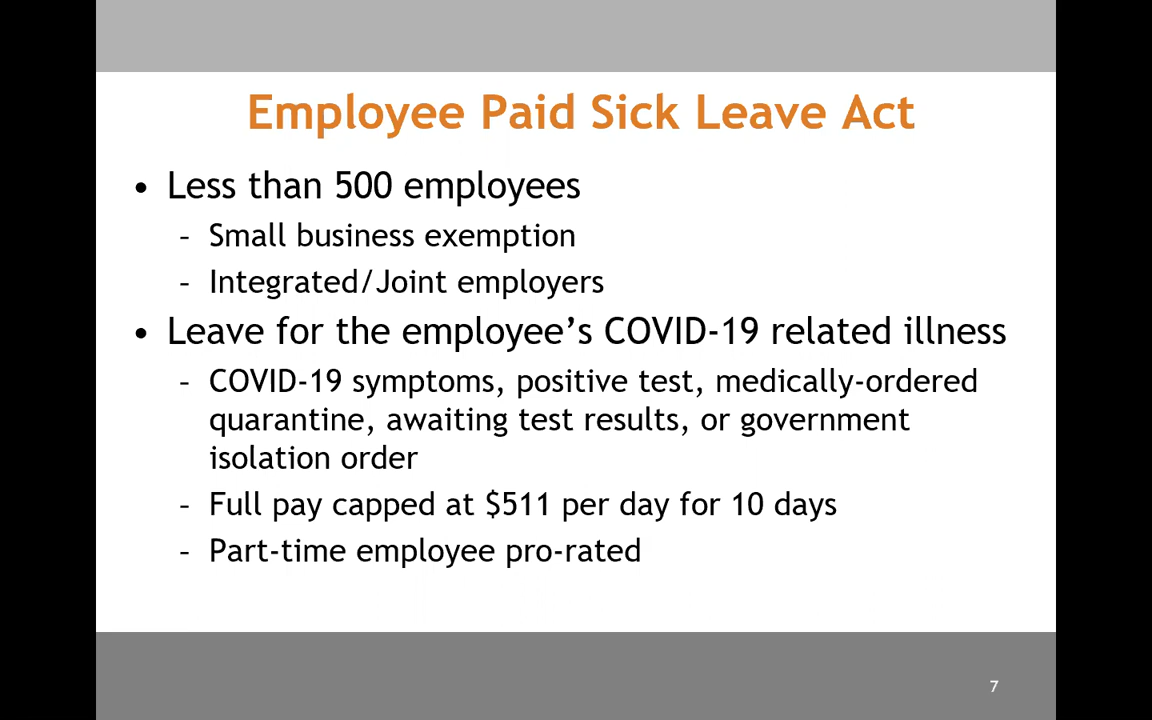 Employee Paid Sick Leave Act
• Less than 500 employees
– Small business exemption
– Integrated/Joint employers
• Leave for the employee’s COVID-19 related illness
– COVID-19 symptoms, positive test, medically-ordered
quarantine, awaiting test results, or government
isolation order
– Full pay capped at $511 per day for 10 days
– Part-time employee pro-rated
7